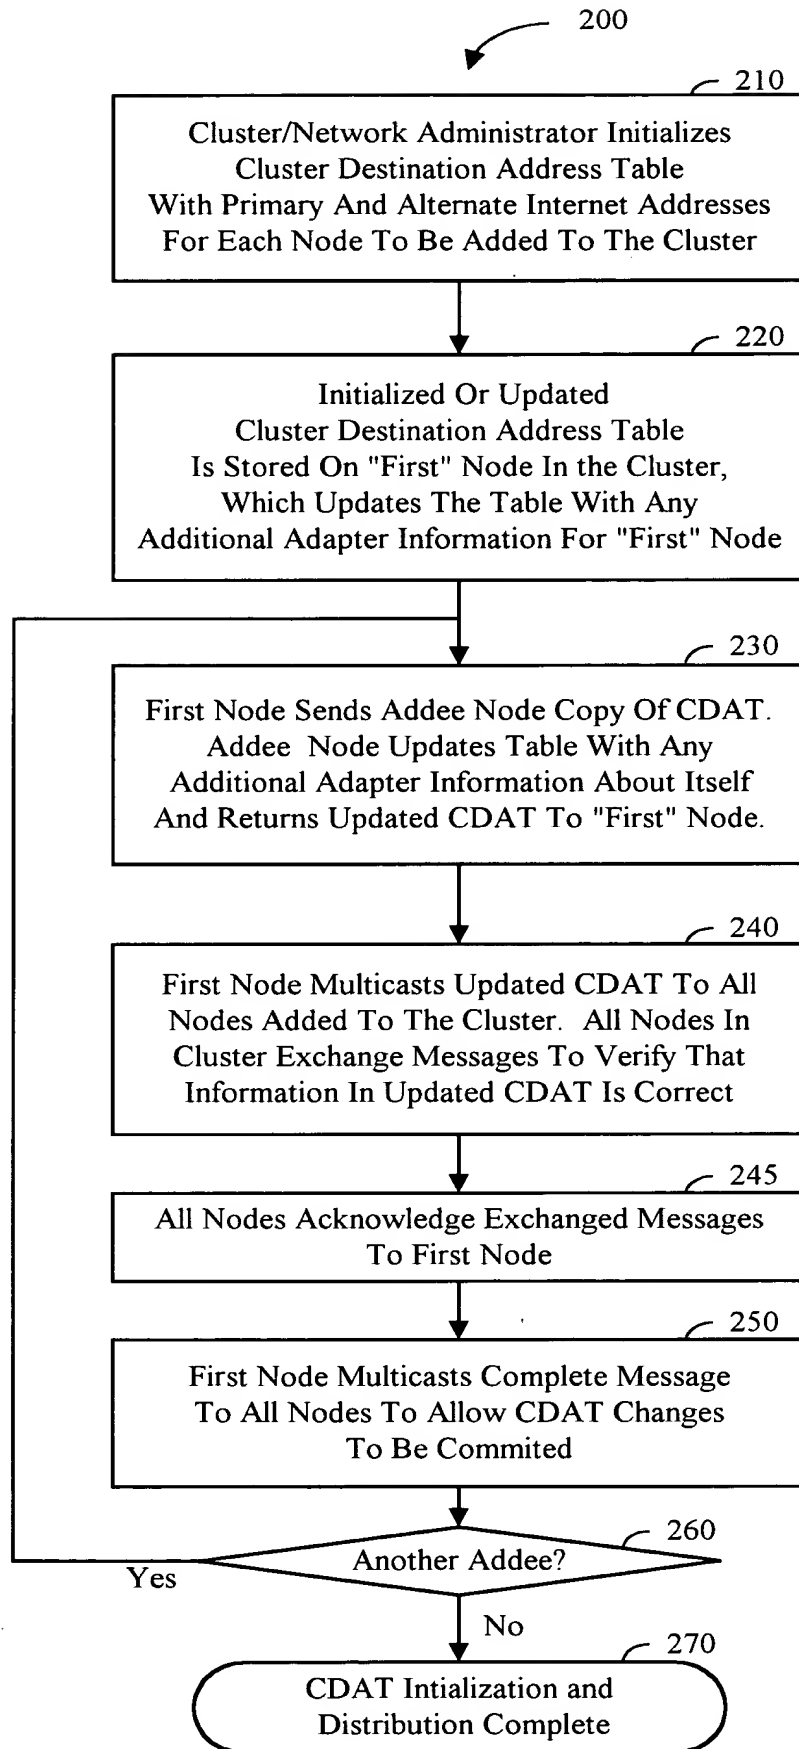 200
210
Cluster/Network Administrator Initializes
Cluster Destination Address Table
With Primary And Alternate Internet Addresses
For Each Node To Be Added To The Cluster
220
Initialized Or Updated
Cluster Destination Address Table
Is Stored On "First" Node In the Cluster,
Which Updates The Table With Any
Additional Adapter Information For "First" Node
230
First Node Sends Addee Node Copy Of CDAT.
Addee Node Updates Table With Any
Additional Adapter Information About Itself
And Returns Updated CDAT To "First" Node.
240
First Node Multicasts Updated CDAT To All
Nodes Added To The Cluster. All Nodes In
Cluster Exchange Messages To Verify That
Information In Updated CDAT Is Correct
245
All Nodes Acknowledge Exchanged Messages
To First Node
250
First Node Multicasts Complete Message
To All Nodes To Allow CDAT Changes
To Be Commited
260
Another Addee?
Yes
No
270
CDAT Intialization and
Distribution Complete